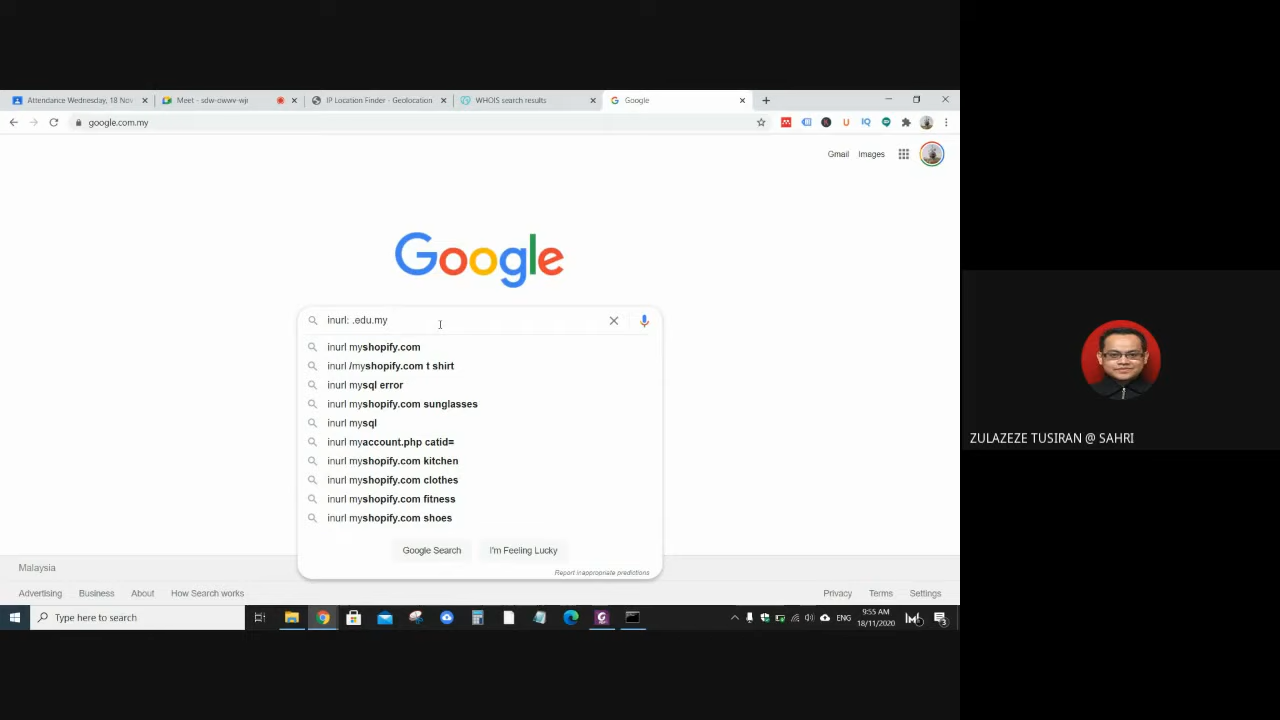 Attendance Wednesday, 18 Nov
Meet - sdw-owwv-wji
IP Location Finder - Geolocation
WHOIS search results
Google
google.com.my
Gmail
Images
Google
inurl: .edu.my
inurl myshopify.com
inurl /myshopify.com t shirt
inurl mysql error
inurl myshopify.com sunglasses
inurl mysql
inurl myaccount.php catid=
inurl myshopify.com kitchen
inurl myshopify.com clothes
inurl myshopify.com fitness
inurl myshopify.com shoes
Google Search
I'm Feeling Lucky
Report inappropriate predictions
Malaysia
Advertising
Business
About
How Search works
Privacy
Terms
Settings
Type here to search
ENG
9:55 AM
18/11/2020
ZULAZEZE TUSIRAN @ SAHRI